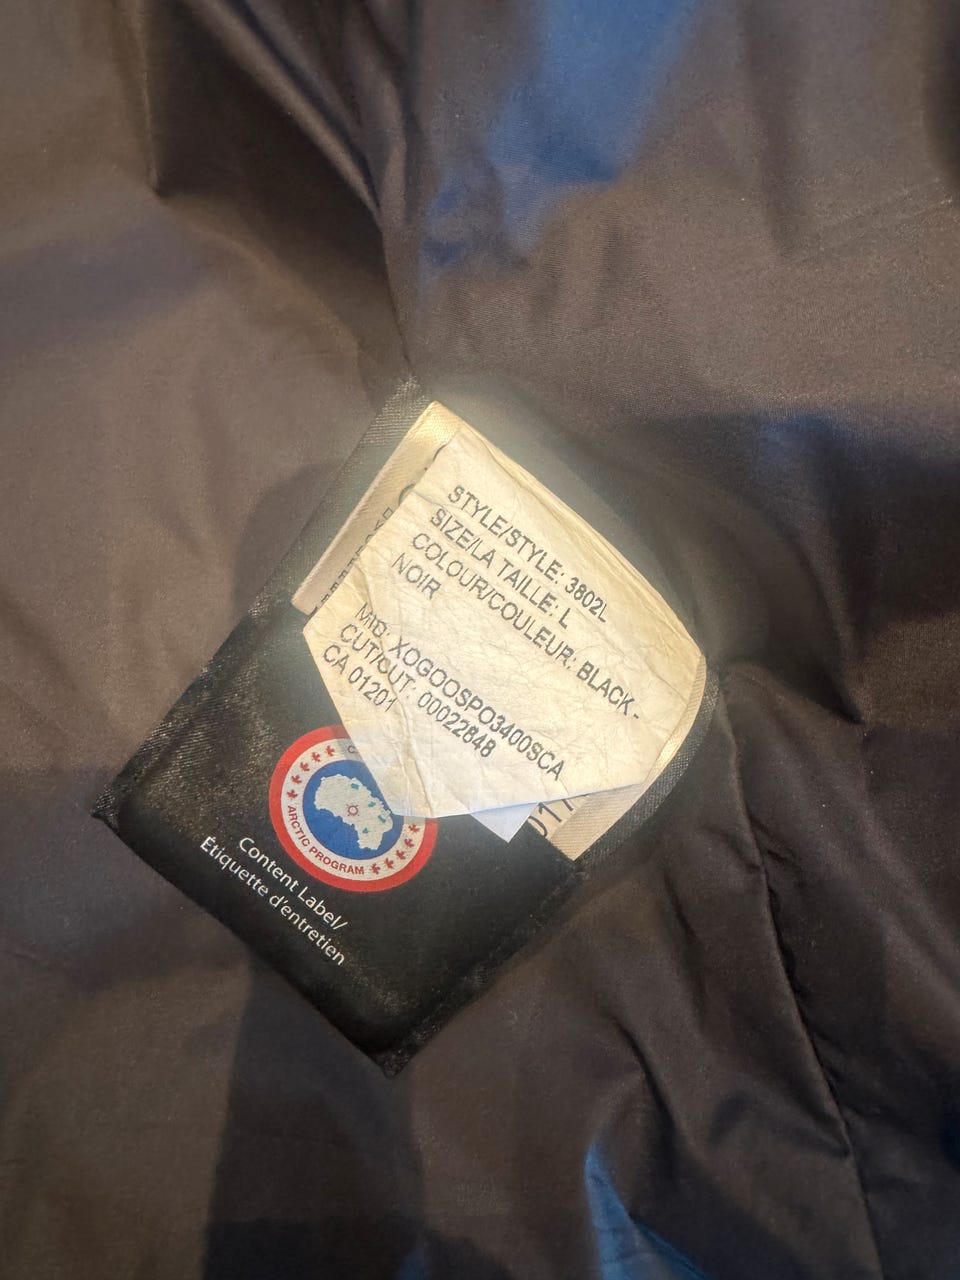 STYLE/STYLE: 3802L
SIZE/LA TAILLE: L
COLOUR/COULEUR: BLACK -
NOIR
MID: XOGOOSPO3400SCA
CUT/CUT: 00022848
CA 01201
ARCTIC PROGRAM
Content Label/
Étiquette d'entretien